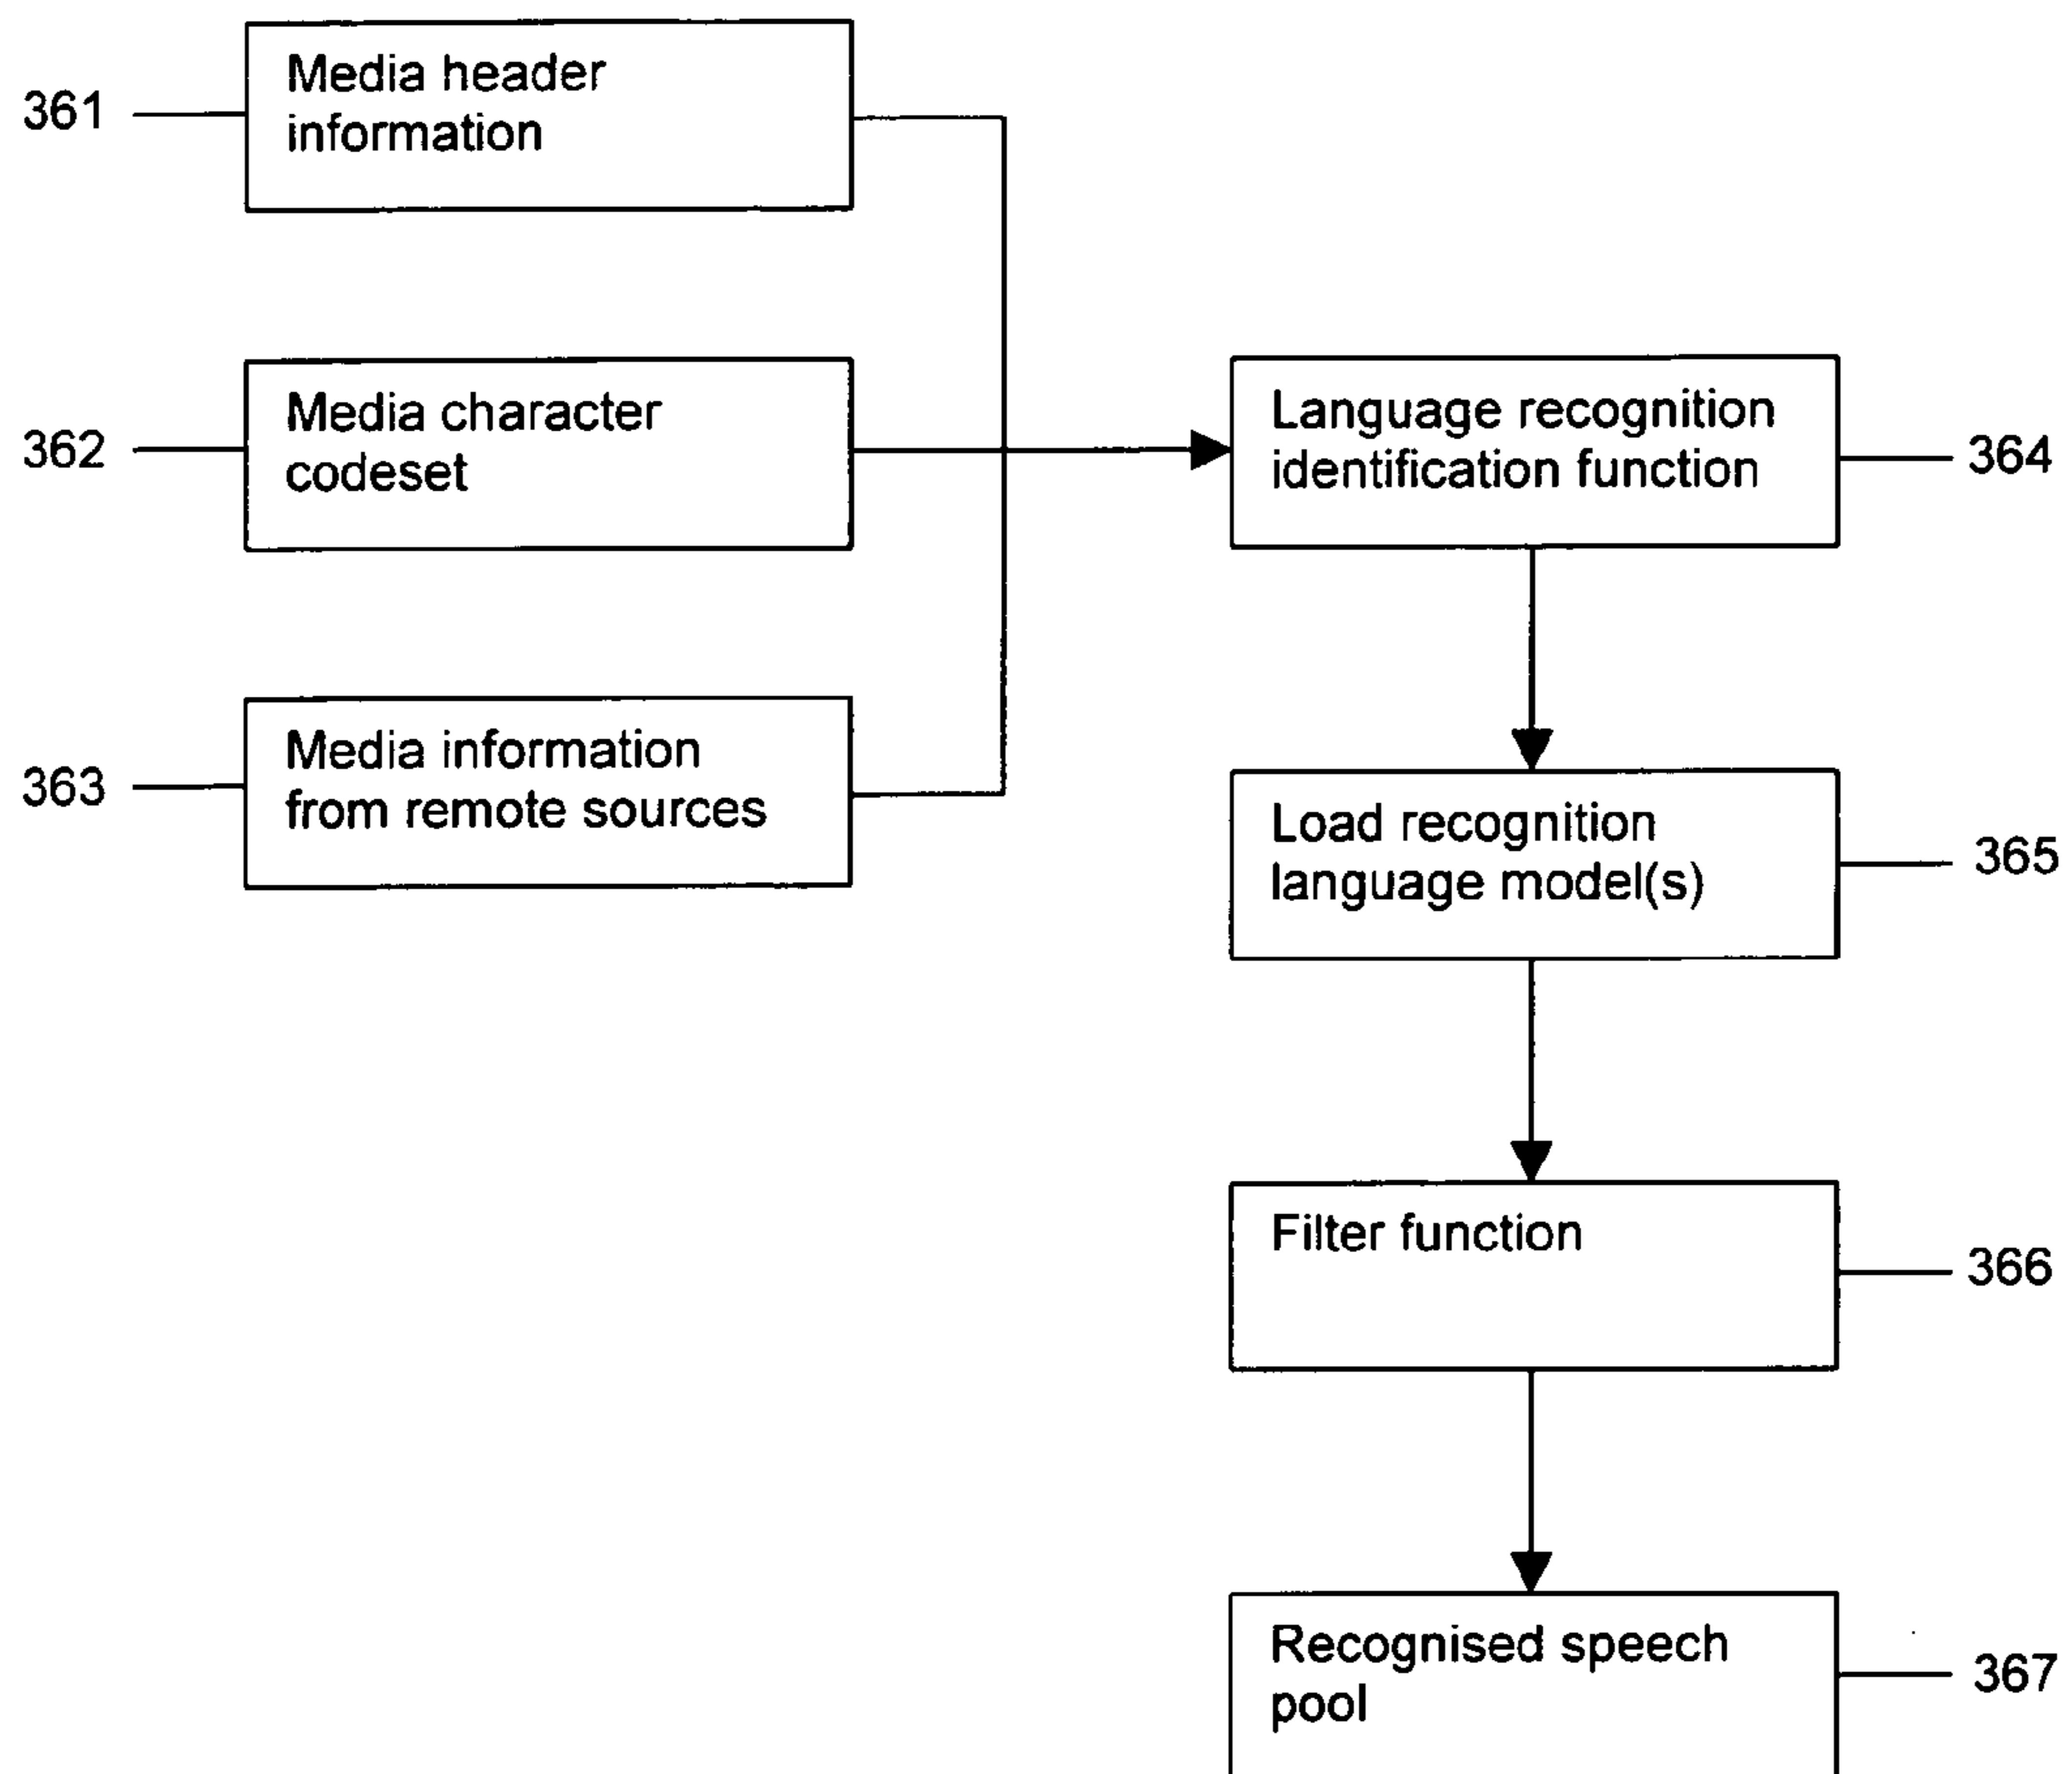 361
Media header
information
362
Media character
codeset
363
Media information
from remote sources
Language recognition
identification function
364
Load recognition
language model(s)
365
Filter function
366
Recognised speech
pool
367